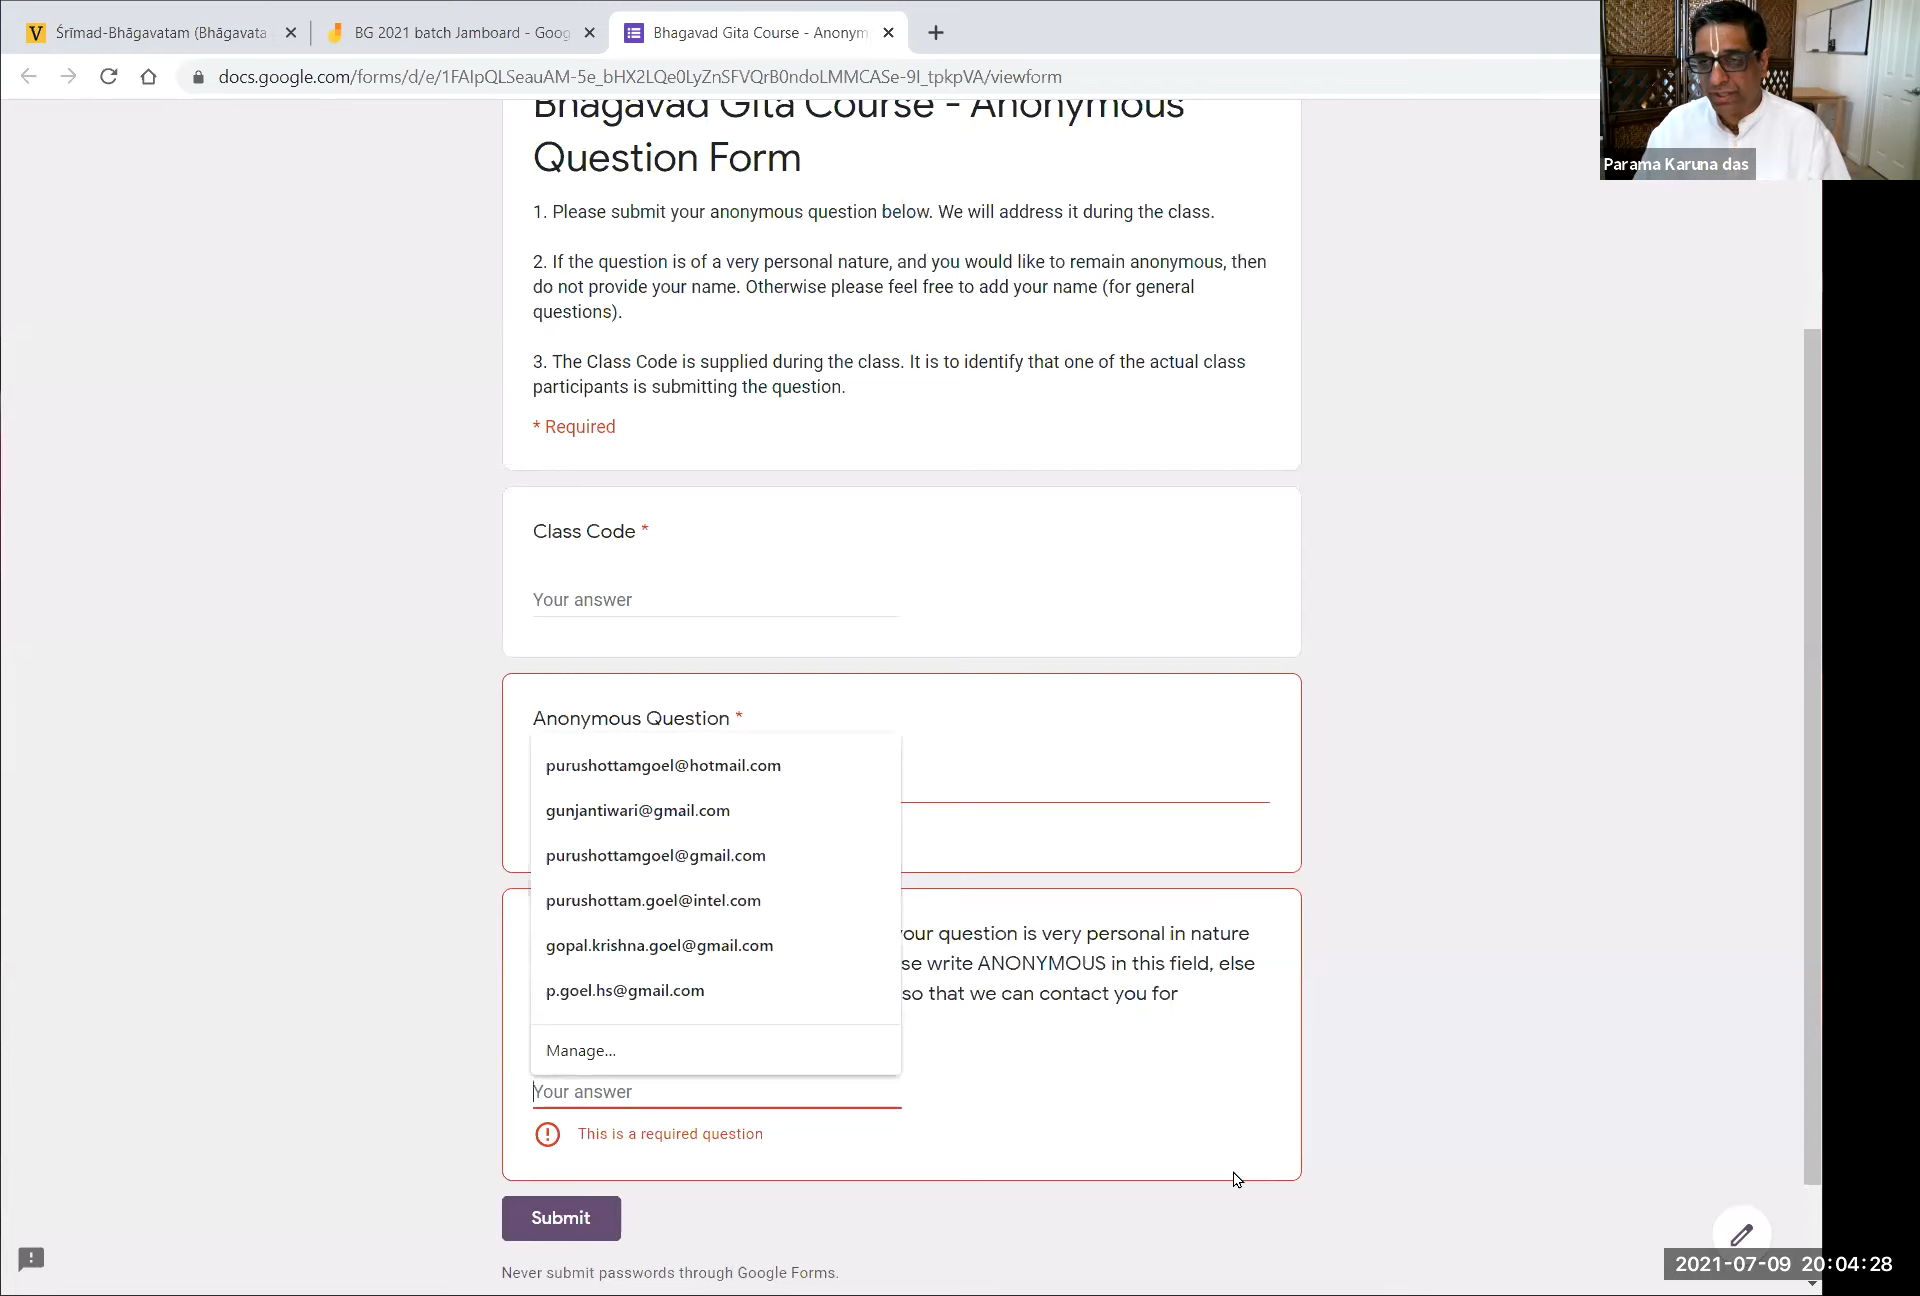 Śrīmad-Bhāgavatam (Bhāgavata
BG 2021 batch Jamboard - Goog
Bhagavad Gita Course - Anonym
docs.google.com/forms/d/e/1FAIpQLSeauAM-5e_bHX2LQe0LyZnSFVQrB0ndoLMMCASe-9I_tpkpVA/viewform
Parama Karuna das
Bhagavad Gita Course - Anonymous
Question Form
1. Please submit your anonymous question below. We will address it during the class.
2. If the question is of a very personal nature, and you would like to remain anonymous, then
do not provide your name. Otherwise please feel free to add your name (for general
questions).
3. The Class Code is supplied during the class. It is to identify that one of the actual class
participants is submitting the question.
* Required
Class Code *
Your answer
Anonymous Question *
purushottamgoel@hotmail.com
gunjantiwari@gmail.com
purushottamgoel@gmail.com
purushottam.goel@intel.com
gopal.krishna.goel@gmail.com
p.goel.hs@gmail.com
Manage...
your question is very personal in nature
se write ANONYMOUS in this field, else
so that we can contact you for
Your answer
This is a required question
Submit
Never submit passwords through Google Forms.
2021-07-09 20:04:28